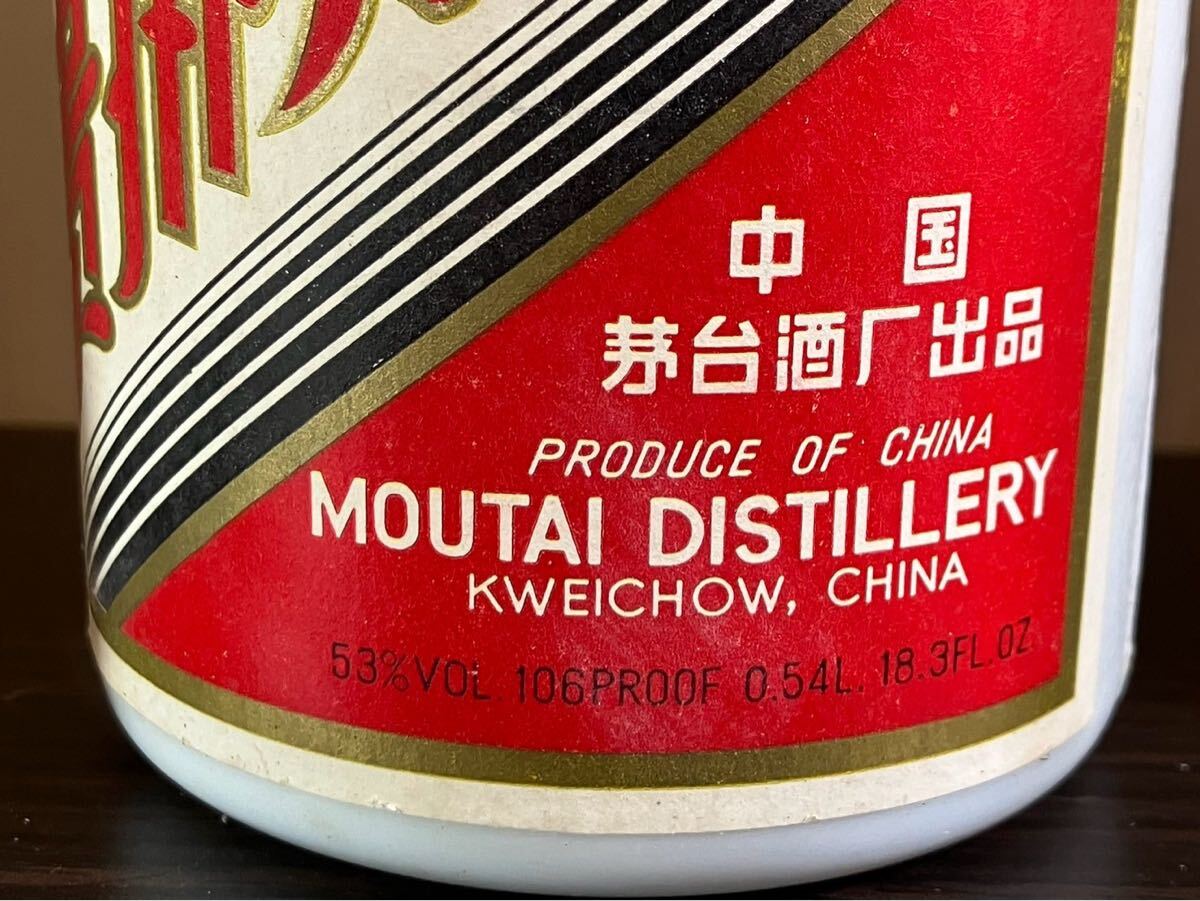 中国
茅台酒厂出品
PRODUCE OF CHINA
MOUTAI DISTILLERY
KWEICHOW, CHINA
53%VOL. 106PROOF 0.54L. 18.3FL.OZ